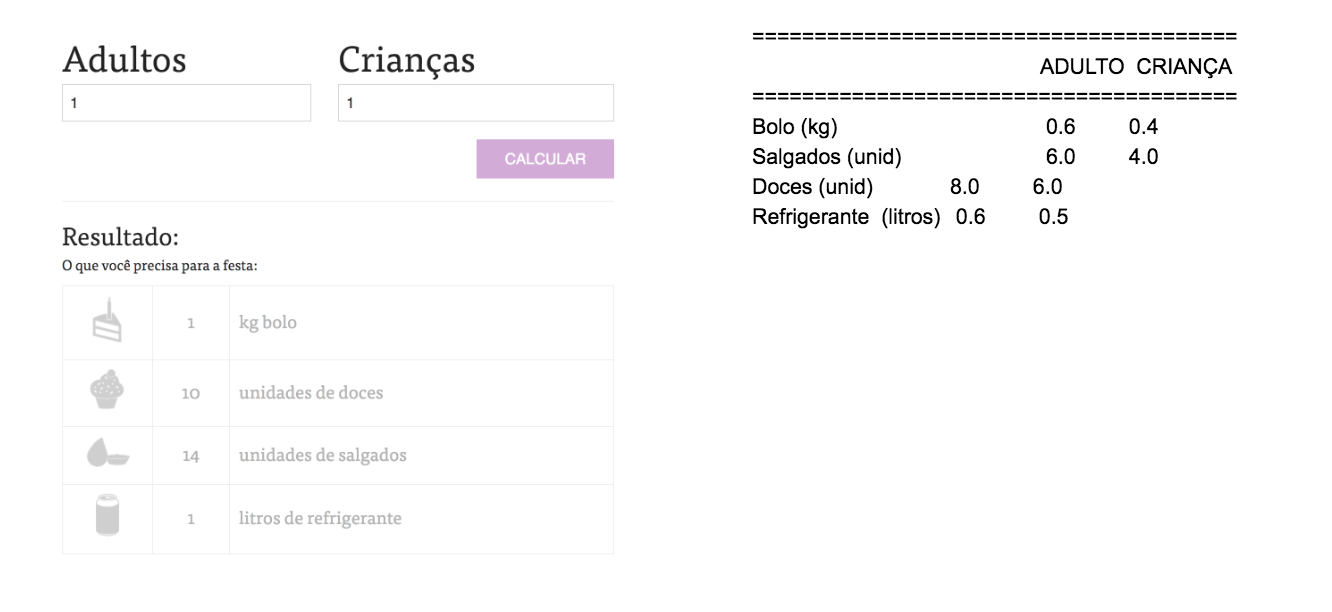 Adultos Crianças
1 1
CALCULAR
Resultado:
O que você precisa para a festa:
1 kg bolo
10 unidades de doces
14 unidades de salgados
1 litros de refrigerante
=======================================
ADULTO CRIANÇA
=======================================
Bolo (kg) 0.6 0.4
Salgados (unid) 6.0 4.0
Doces (unid) 8.0 6.0
Refrigerante (litros) 0.6 0.5